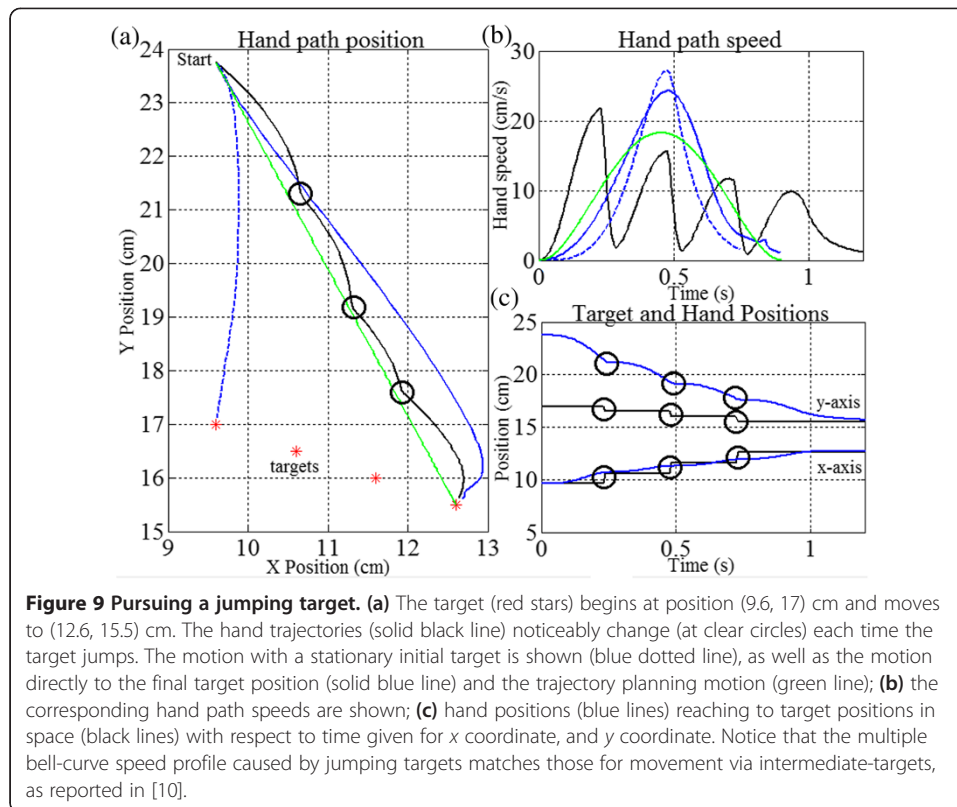 (a) Hand path position
24
23
22
21
20
19
18
17
16
15
Y Position (cm)
Start
targets
9 10 11 12 13
X Position (cm)
(b) Hand path speed
30
20
10
0
Hand speed (cm/s)
0 0.5 1
Time (s)
(c) Target and Hand Positions
25
20
15
10
5
Position (cm)
y-axis
x-axis
0 0.5 1
Time (s)
Figure 9 Pursuing a jumping target. (a) The target (red stars) begins at position (9.6, 17) cm and moves
to (12.6, 15.5) cm. The hand trajectories (solid black line) noticeably change (at clear circles) each time the
target jumps. The motion with a stationary initial target is shown (blue dotted line), as well as the motion
directly to the final target position (solid blue line) and the trajectory planning motion (green line); (b) the
corresponding hand path speeds are shown; (c) hand positions (blue lines) reaching to target positions in
space (black lines) with respect to time given for x coordinate, and y coordinate. Notice that the multiple
bell-curve speed profile caused by jumping targets matches those for movement via intermediate-targets,
as reported in [10].